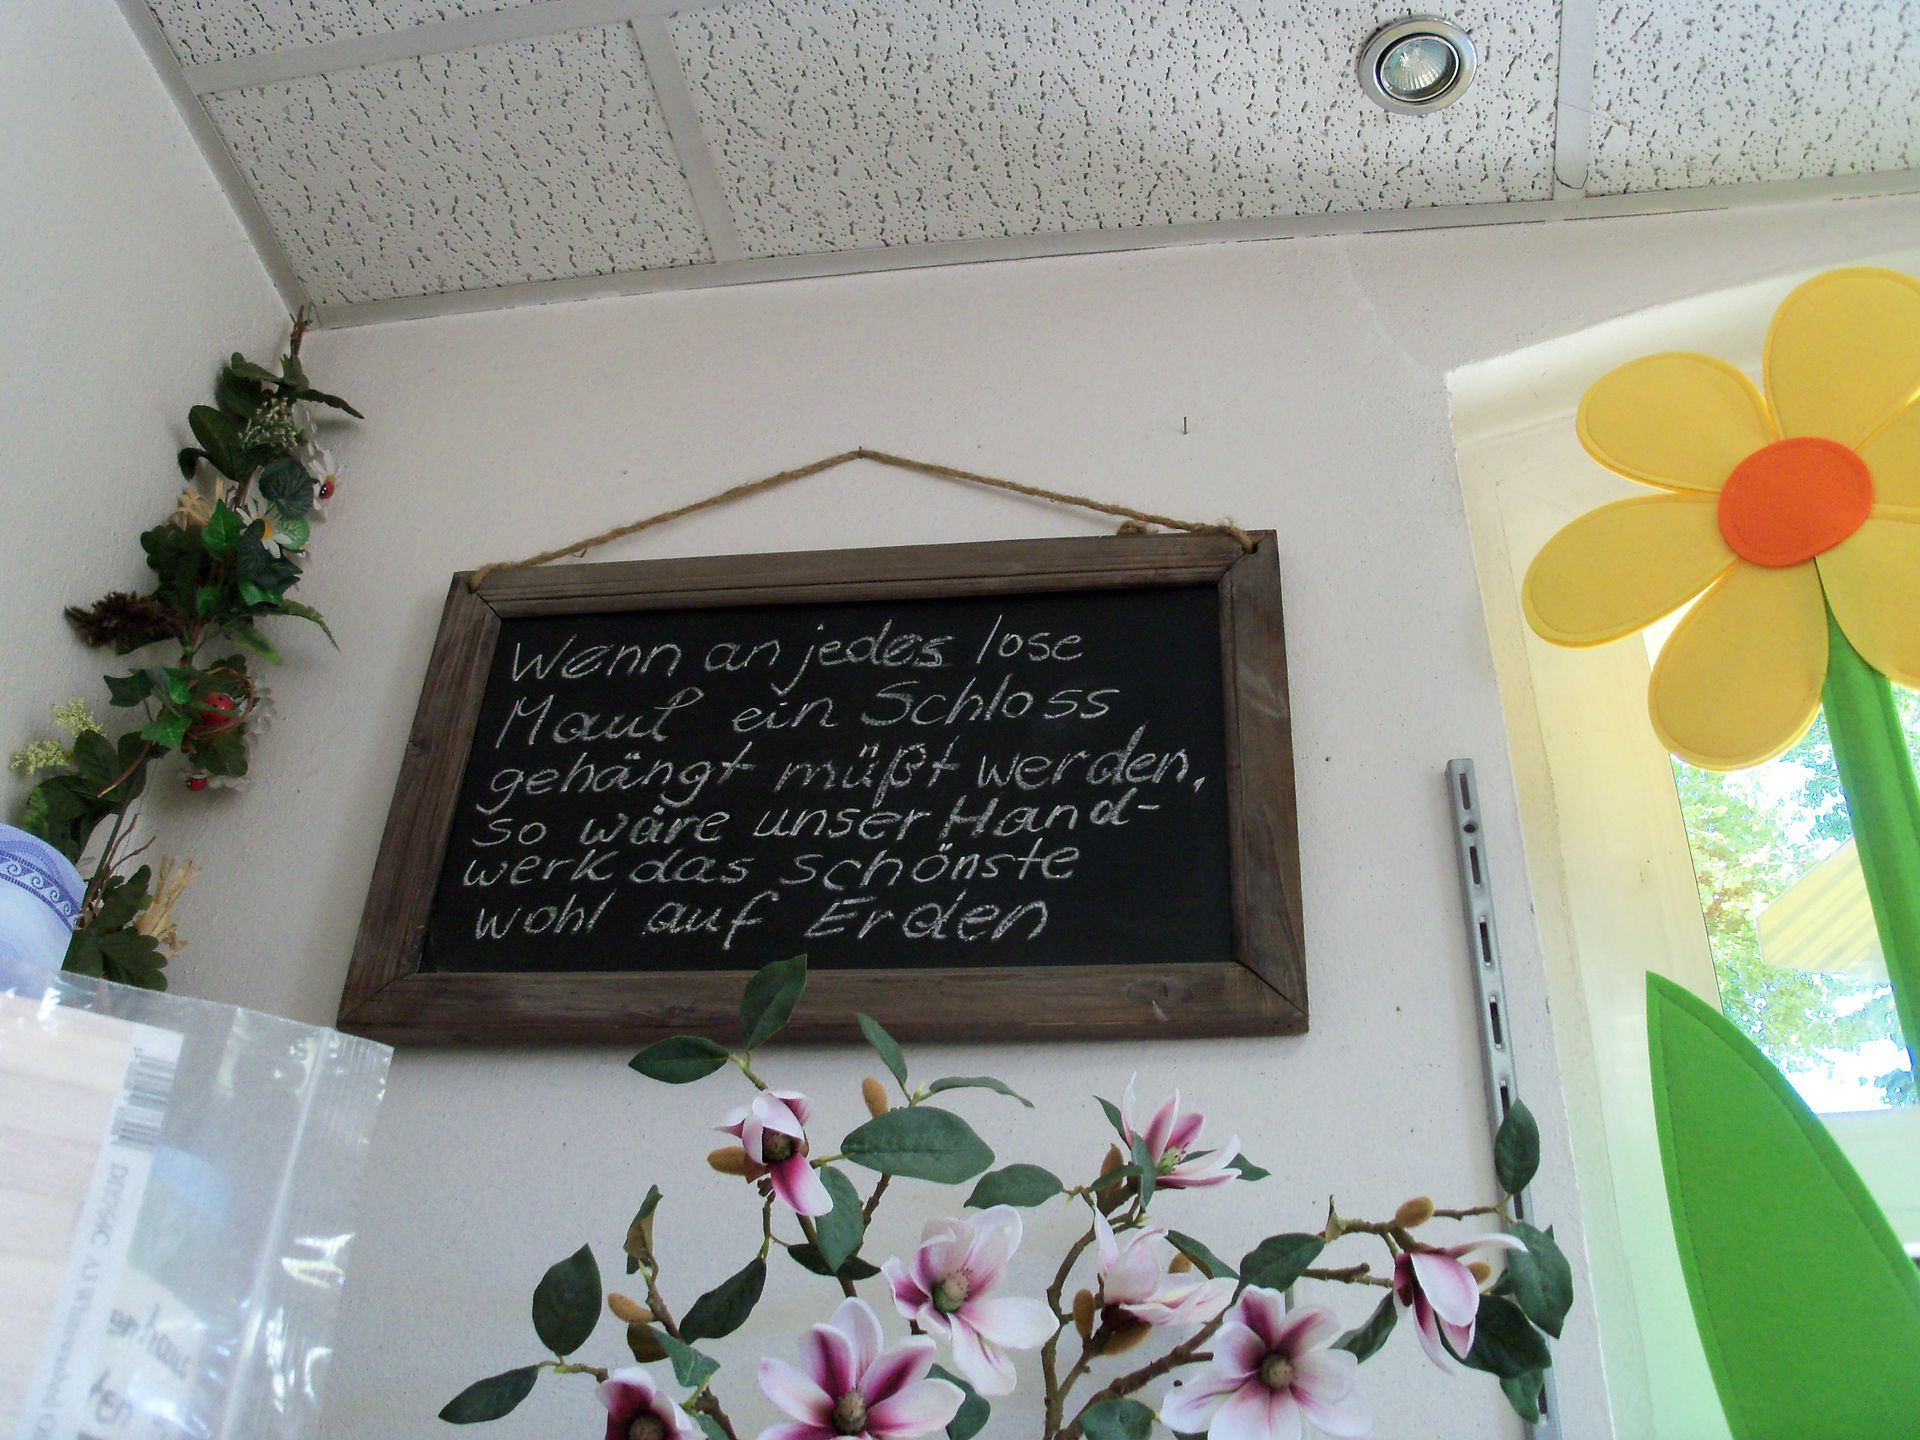 Wenn an jedes lose
Maul ein Schloss
gehängt müßt werden,
so wäre unser Hand-
werk das schönste
wohl auf Erden